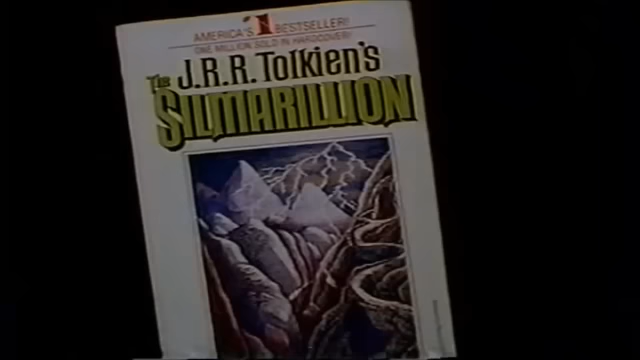 AMERICA'S #1 BESTSELLER!
ONE MILLION SOLD IN HARDCOVER!
J.R.R. Tolkien's
The
SILMARILLION